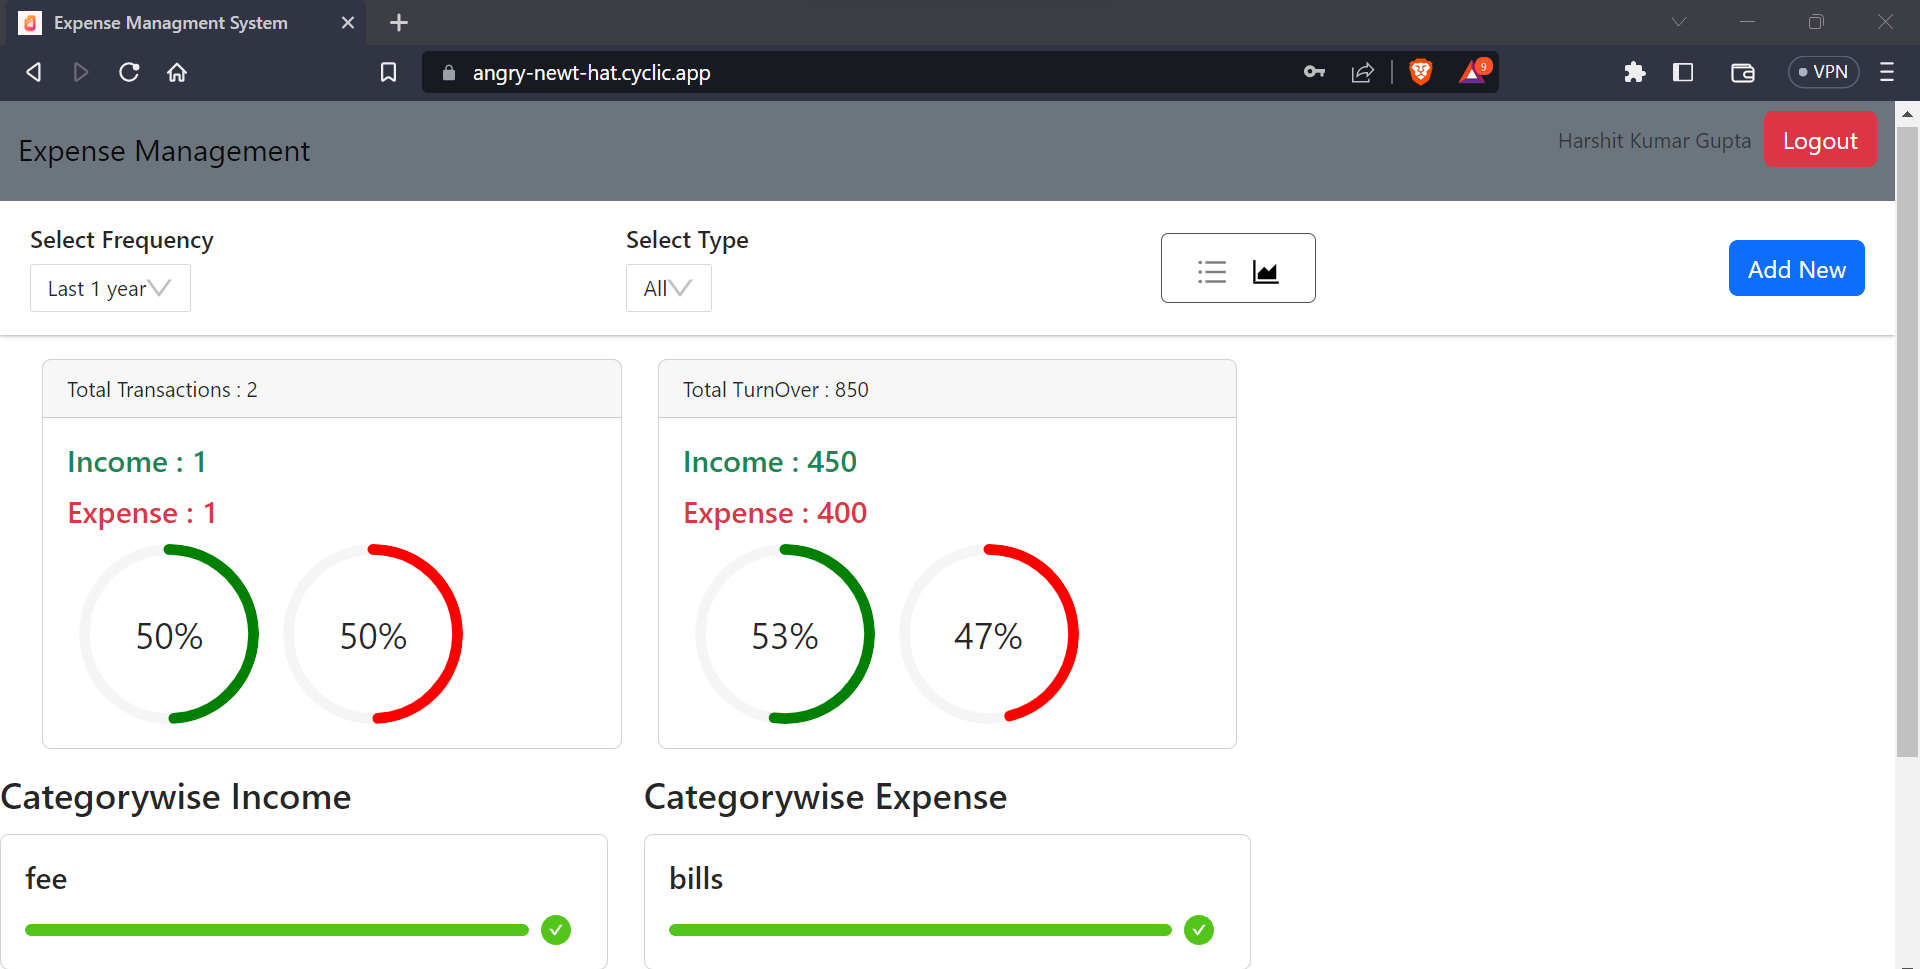 Expense Managment System
angry-newt-hat.cyclic.app
9
VPN
Expense Management
Harshit Kumar Gupta
Logout
Select Frequency
Last 1 year
Select Type
All
Add New
Total Transactions : 2
Income : 1
Expense : 1
50%
50%
Total TurnOver : 850
Income : 450
Expense : 400
53%
47%
Categorywise Income
fee
Categorywise Expense
bills